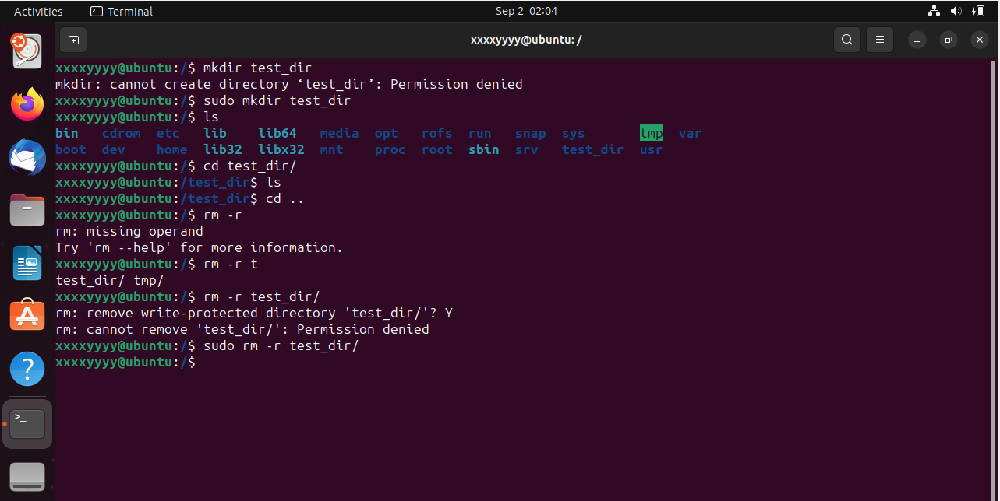 Activities Terminal Sep 2 02:04
xxxxyyyy@ubuntu: /
xxxxyyyy@ubuntu:/$ mkdir test_dir
mkdir: cannot create directory ‘test_dir’: Permission denied
xxxxyyyy@ubuntu:/$ sudo mkdir test_dir
xxxxyyyy@ubuntu:/$ ls
bin cdrom etc lib lib64 media opt rofs run snap sys tmp var
boot dev home lib32 libx32 mnt proc root sbin srv test_dir usr
xxxxyyyy@ubuntu:/$ cd test_dir/
xxxxyyyy@ubuntu:/test_dir$ ls
xxxxyyyy@ubuntu:/test_dir$ cd ..
xxxxyyyy@ubuntu:/$ rm -r
rm: missing operand
Try 'rm --help' for more information.
xxxxyyyy@ubuntu:/$ rm -r t
test_dir/ tmp/
xxxxyyyy@ubuntu:/$ rm -r test_dir/
rm: remove write-protected directory 'test_dir/'? Y
rm: cannot remove 'test_dir/': Permission denied
xxxxyyyy@ubuntu:/$ sudo rm -r test_dir/
xxxxyyyy@ubuntu:/$